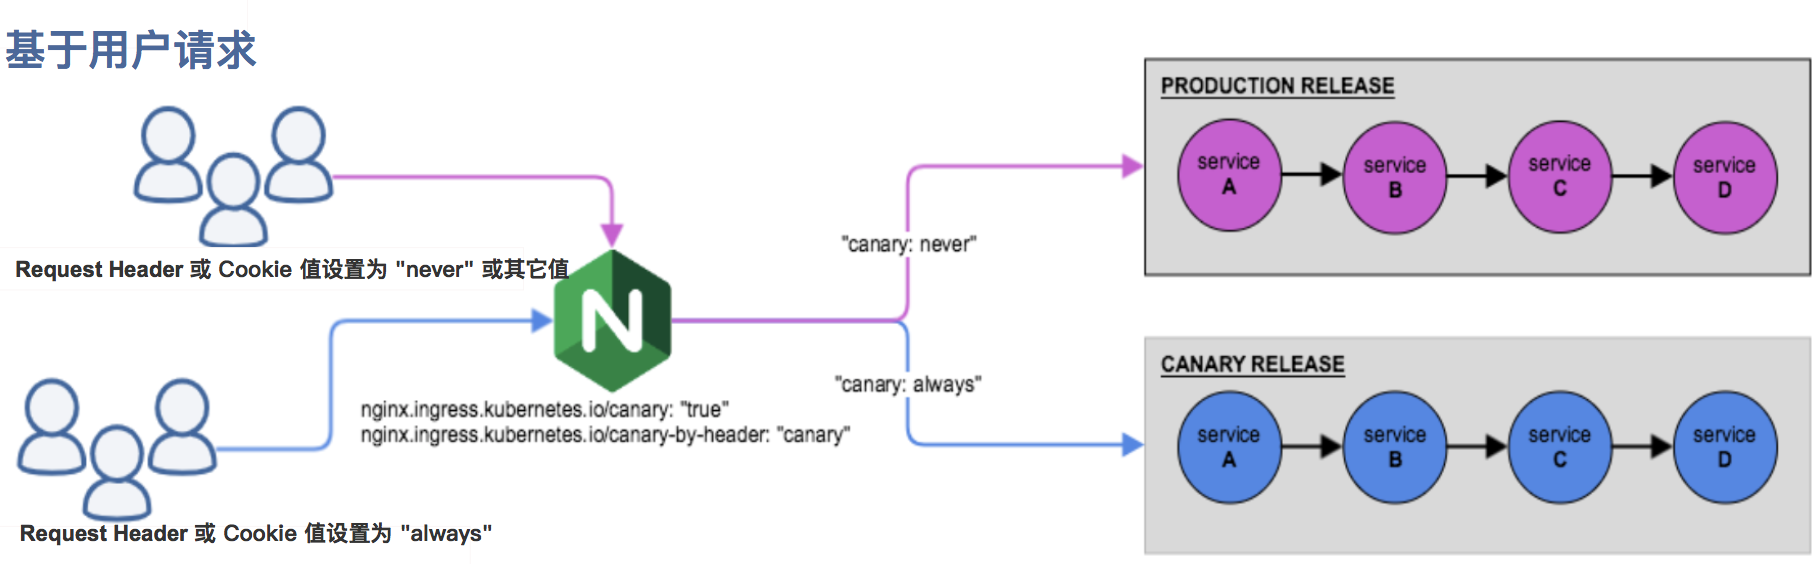 基于用户请求
Request Header 或 Cookie 值设置为 "never" 或其它值
Request Header 或 Cookie 值设置为 "always"
N
nginx.ingress.kubernetes.io/canary: "true"
nginx.ingress.kubernetes.io/canary-by-header: "canary"
"canary: never"
"canary: always"
PRODUCTION RELEASE
service
A
service
B
service
C
service
D
CANARY RELEASE
service
A
service
B
service
C
service
D